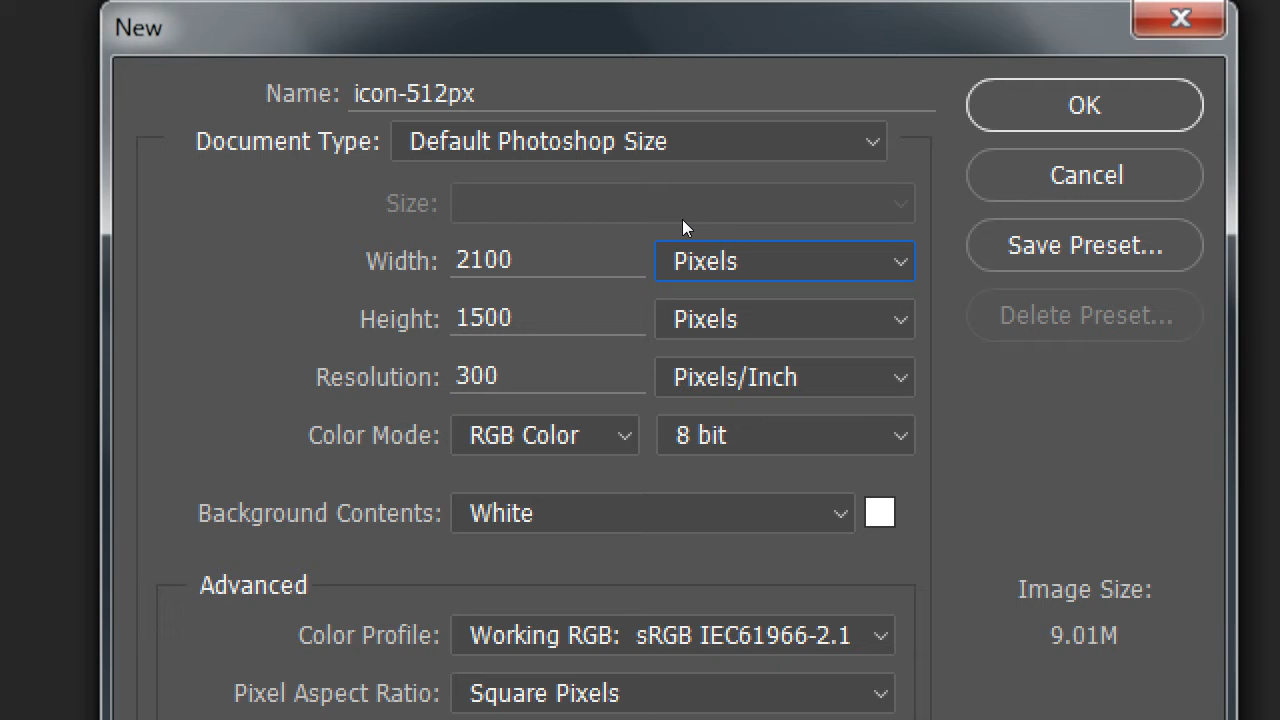 New
Name: icon-512px
OK
Document Type: Default Photoshop Size
Cancel
Size:
Save Preset...
Width: 2100 Pixels
Height: 1500 Pixels
Delete Preset...
Resolution: 300 Pixels/Inch
Color Mode: RGB Color 8 bit
Background Contents: White
Advanced
Image Size:
9.01M
Color Profile: Working RGB: sRGB IEC61966-2.1
Pixel Aspect Ratio: Square Pixels